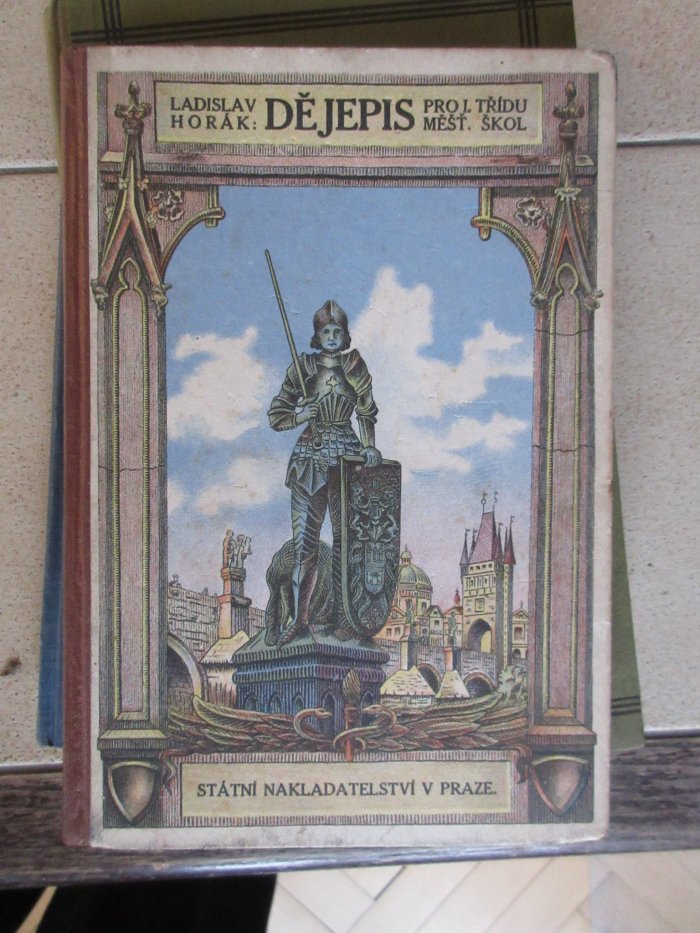 LADISLAV HORÁK: DĚJEPIS PRO I. TŘÍDU MĚŠŤ. ŠKOL
STÁTNÍ NAKLADATELSTVÍ V PRAZE.